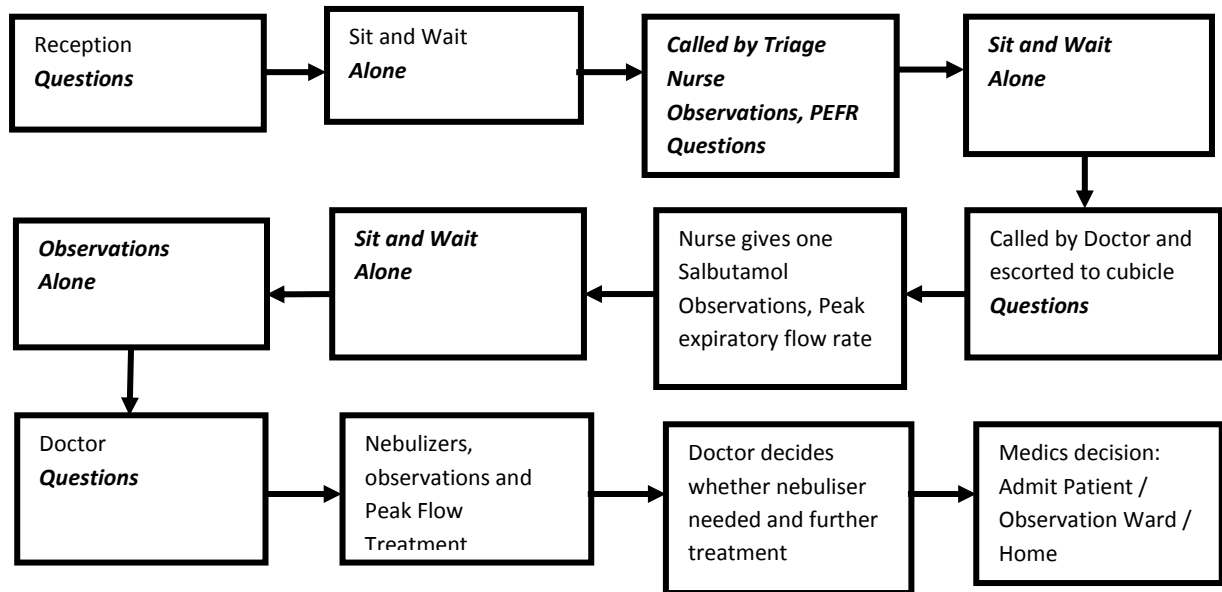 Reception
Questions
Sit and Wait
Alone
Called by Triage
Nurse
Observations, PEFR
Questions
Sit and Wait
Alone
Called by Doctor and
escorted to cubicle
Questions
Nurse gives one
Salbutamol
Observations, Peak
expiratory flow rate
Sit and Wait
Alone
Observations
Alone
Doctor
Questions
Nebulizers,
observations and
Peak Flow
Treatment
Doctor decides
whether nebuliser
needed and further
treatment
Medics decision:
Admit Patient /
Observation Ward /
Home